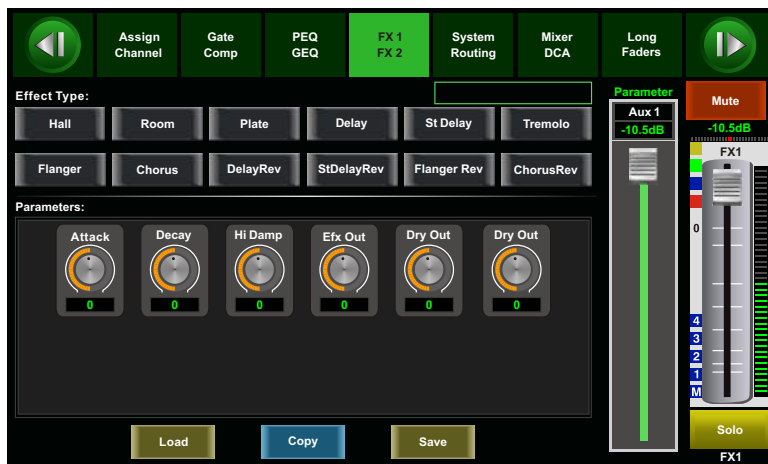 Assign Channel
Gate Comp
PEQ GEQ
FX 1 FX 2
System Routing
Mixer DCA
Long Faders
Effect Type:
Hall
Room
Plate
Delay
St Delay
Tremolo
Flanger
Chorus
DelayRev
StDelayRev
Flanger Rev
ChorusRev
Parameters:
Attack
Decay
Hi Damp
Efx Out
Dry Out
Dry Out
0
0
0
0
0
0
Load
Copy
Save
Parameter
Aux 1
-10.5dB
Mute
-10.5dB
FX1
0
4
3
2
1
M
Solo
FX1